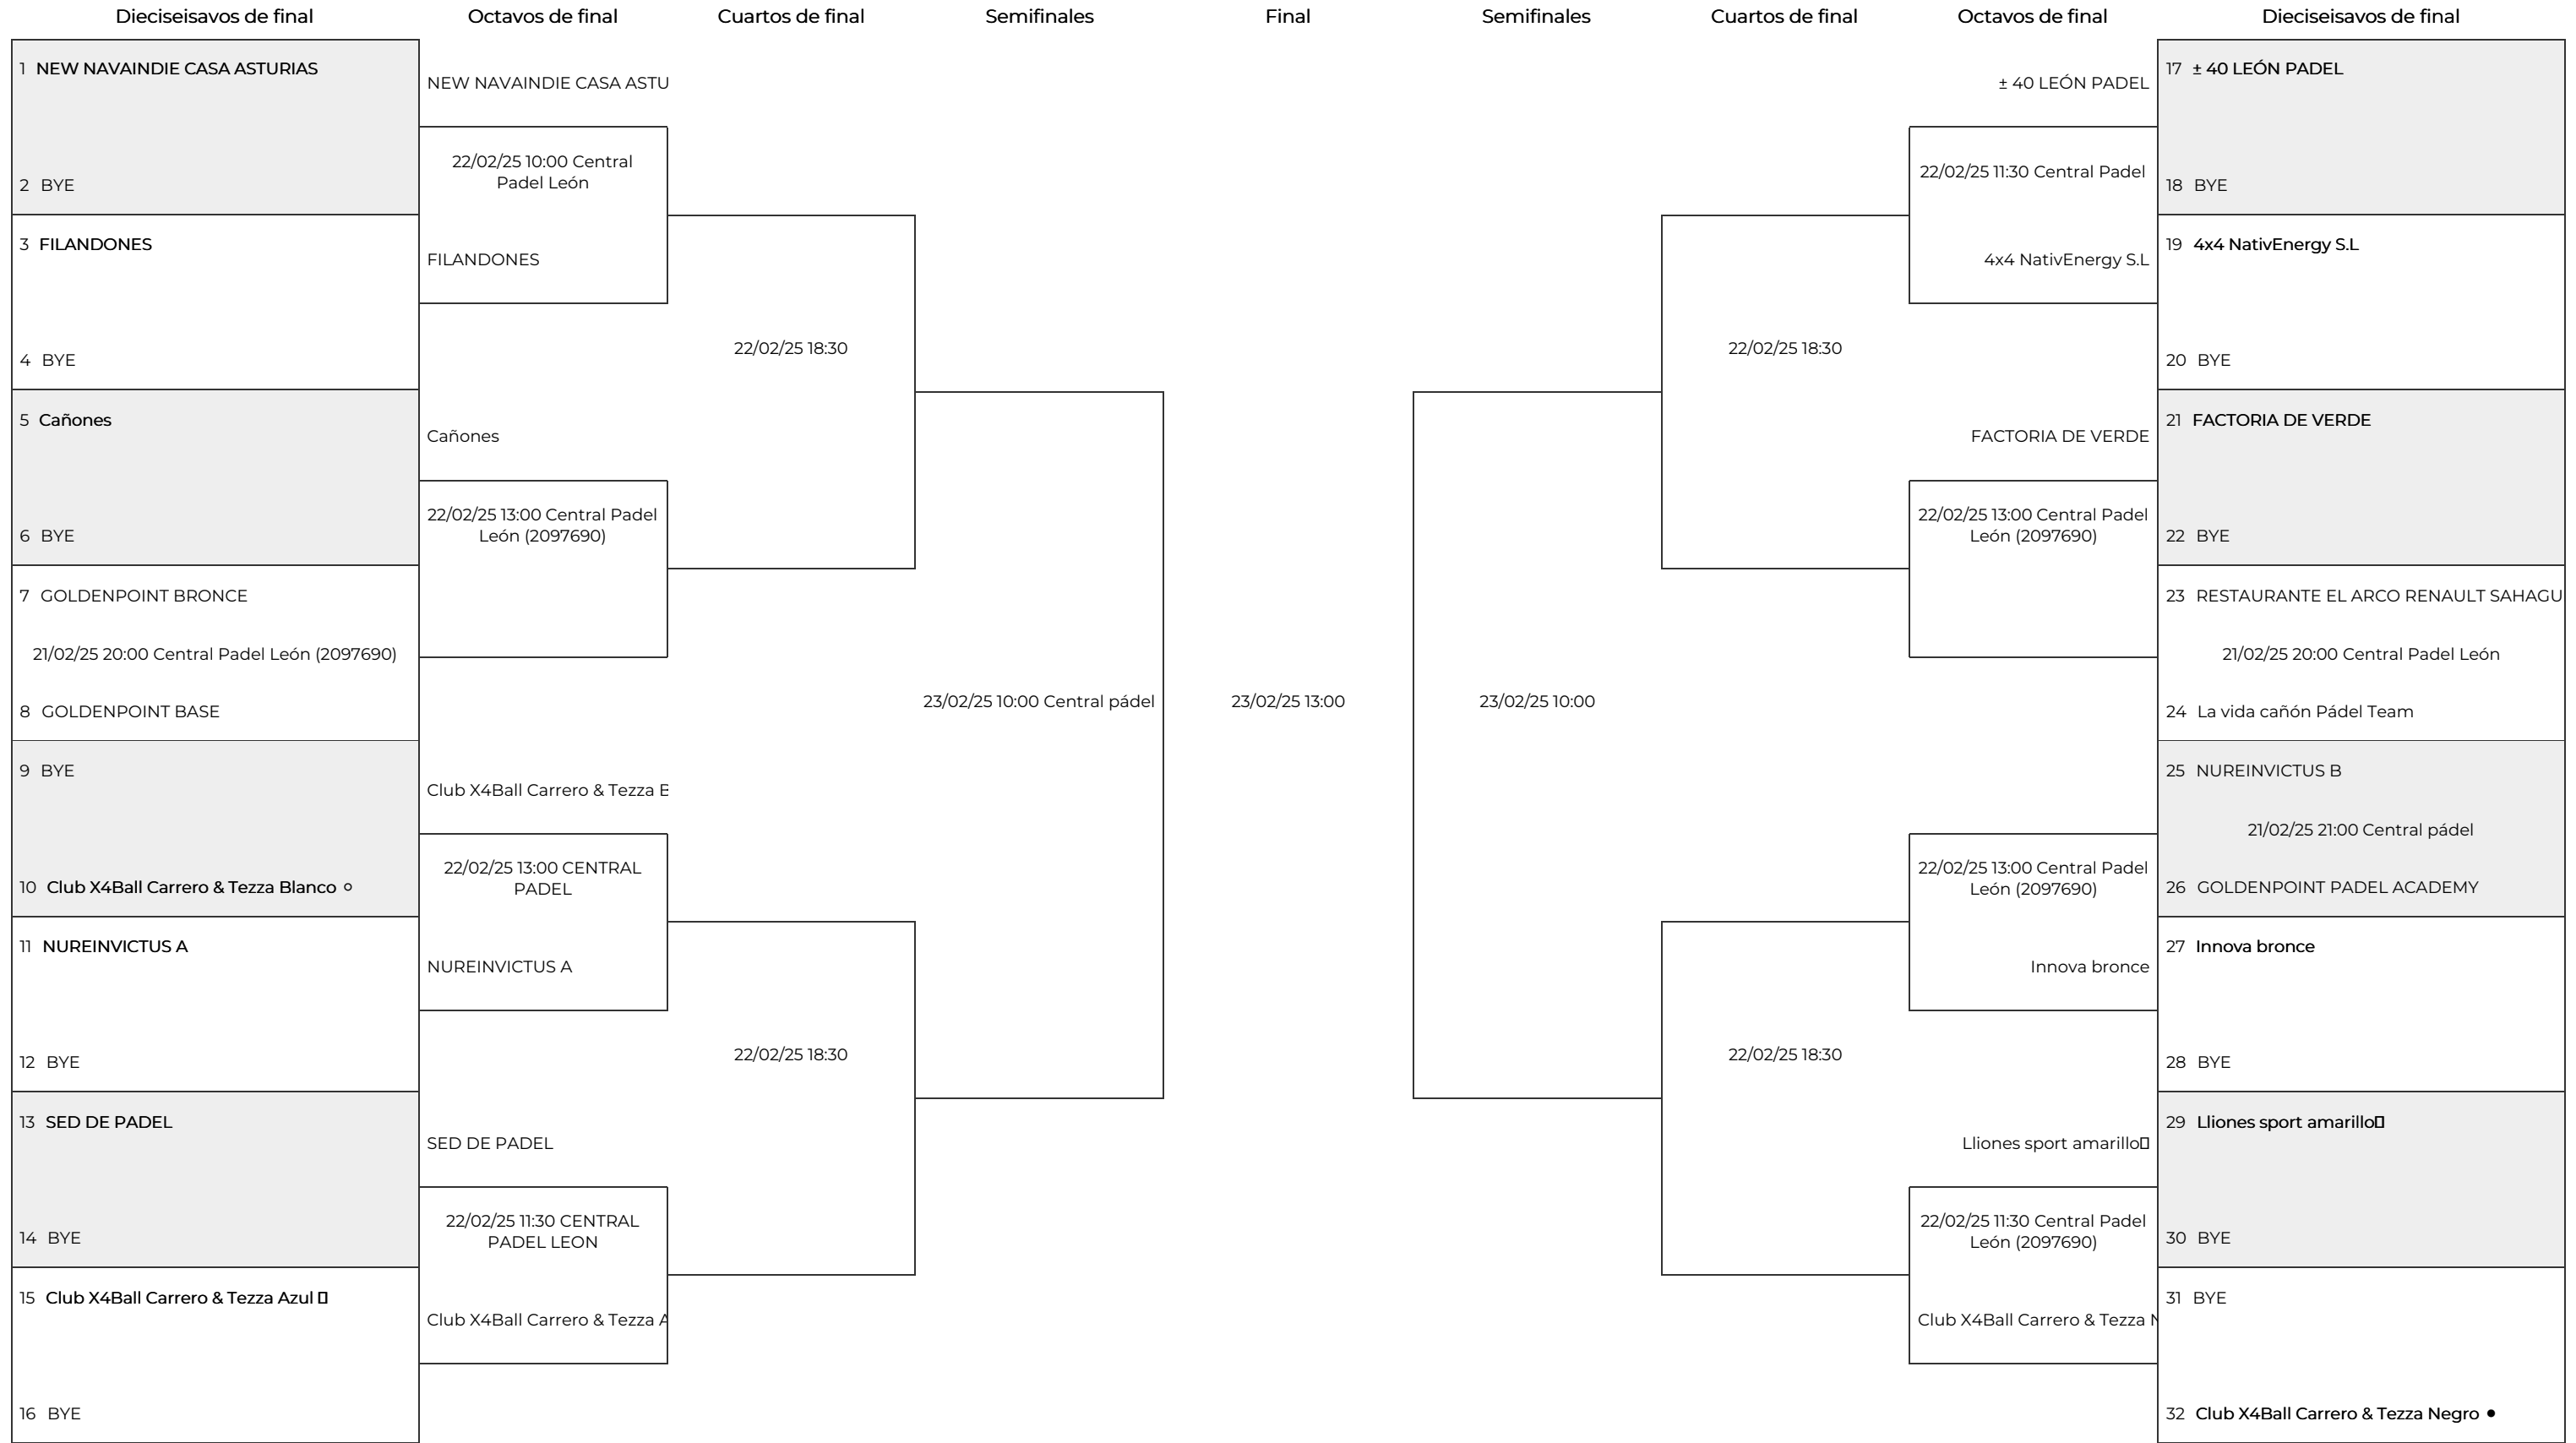 Dieciseisavos de final
Octavos de final
Cuartos de final
Semifinales
Final
Semifinales
Cuartos de final
Octavos de final
Dieciseisavos de final
1 NEW NAVAINDIE CASA ASTURIAS
2 BYE
3 FILANDONES
4 BYE
5 Cañones
6 BYE
7 GOLDENPOINT BRONCE
21/02/25 20:00 Central Padel León (2097690)
8 GOLDENPOINT BASE
9 BYE
10 Club X4Ball Carrero & Tezza Blanco ⚪
11 NUREINVICTUS A
12 BYE
13 SED DE PADEL
14 BYE
15 Club X4Ball Carrero & Tezza Azul
16 BYE
NEW NAVAINDIE CASA ASTU
22/02/25 10:00 Central
Padel León
FILANDONES
Cañones
22/02/25 13:00 Central Padel
León (2097690)
Club X4Ball Carrero & Tezza B
22/02/25 13:00 CENTRAL
PADEL
NUREINVICTUS A
SED DE PADEL
22/02/25 11:30 CENTRAL
PADEL LEON
Club X4Ball Carrero & Tezza A
22/02/25 18:30
22/02/25 18:30
23/02/25 10:00 Central pádel
23/02/25 13:00
23/02/25 10:00
22/02/25 18:30
22/02/25 18:30
± 40 LEÓN PADEL
22/02/25 11:30 Central Padel
4x4 NativEnergy S.L
FACTORIA DE VERDE
22/02/25 13:00 Central Padel
León (2097690)
22/02/25 13:00 Central Padel
León (2097690)
Innova bronce
Lliones sport amarillo
22/02/25 11:30 Central Padel
León (2097690)
Club X4Ball Carrero & Tezza N
17 ± 40 LEÓN PADEL
18 BYE
19 4x4 NativEnergy S.L
20 BYE
21 FACTORIA DE VERDE
22 BYE
23 RESTAURANTE EL ARCO RENAULT SAHAGU
21/02/25 20:00 Central Padel León
24 La vida cañón Pádel Team
25 NUREINVICTUS B
21/02/25 21:00 Central pádel
26 GOLDENPOINT PADEL ACADEMY
27 Innova bronce
28 BYE
29 Lliones sport amarillo
30 BYE
31 BYE
32 Club X4Ball Carrero & Tezza Negro ⚫